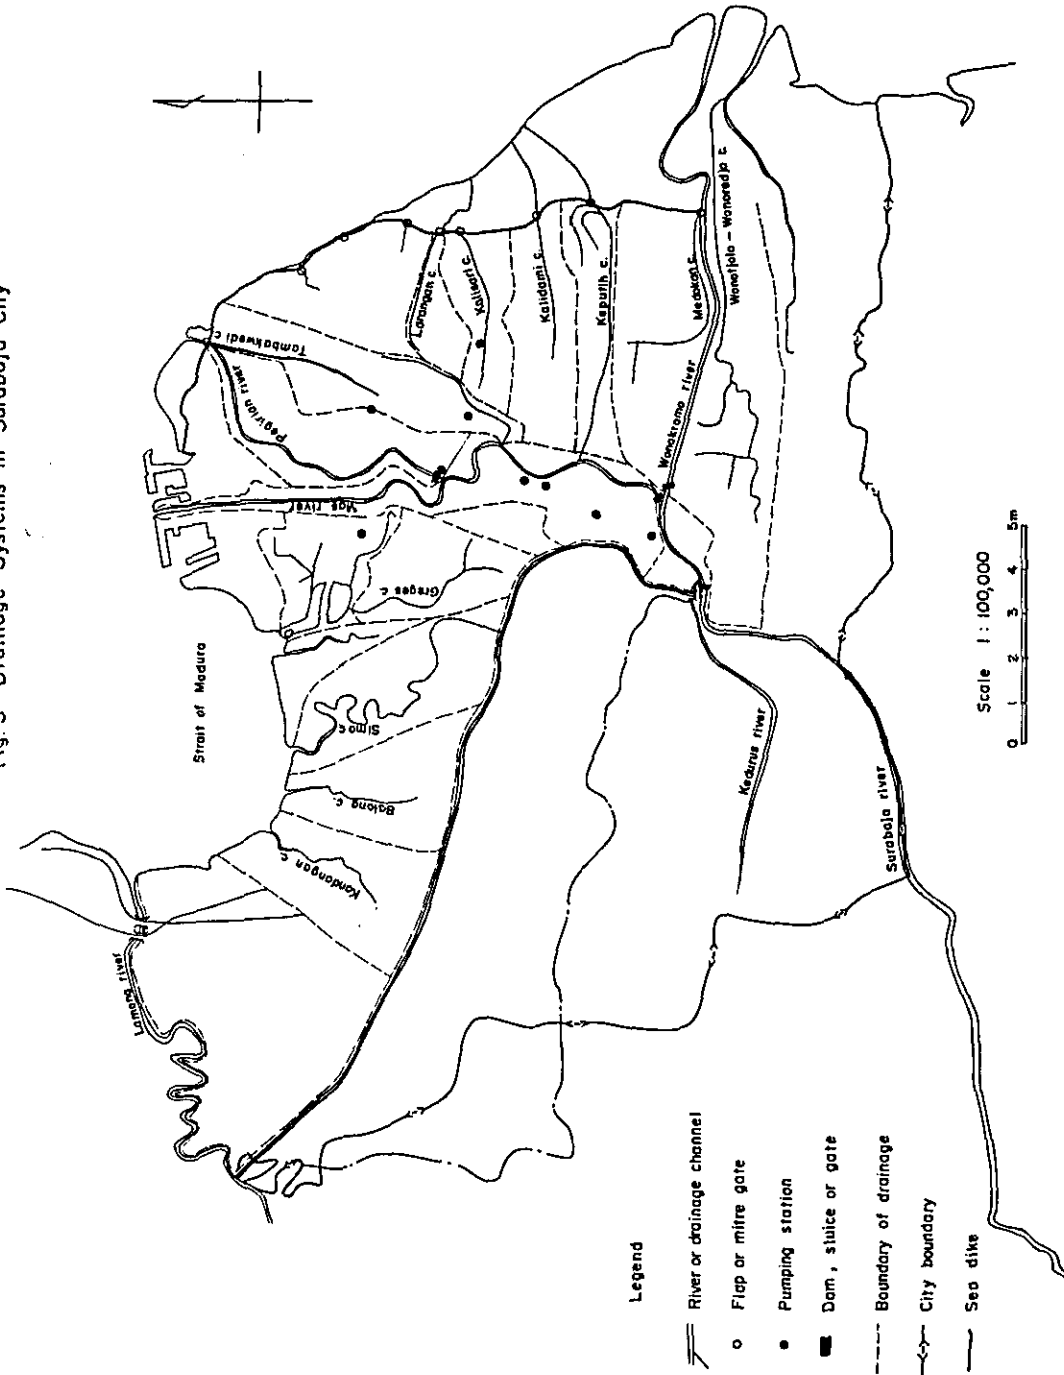 Fig. 3 Drainage Systems in Surabaja City
Strait of Madura
Lamong river
Kandangan c.
Balong c.
Simo c.
Greges c.
Mas river
Pegirian river
Tambakwedi c.
Larangan c.
Kalisari c.
Kalidami c.
Keputih c.
Medokan c.
Wonotjolo - Wonoredjo c.
Wonokromo river
Kedurus river
Surabaja river
Legend
River or drainage channel
Flap or mitre gate
Pumping station
Dam, sluice or gate
Boundary of drainage
City boundary
Sea dike
Scale 1 : 100,000
0 1 2 3 4 5m